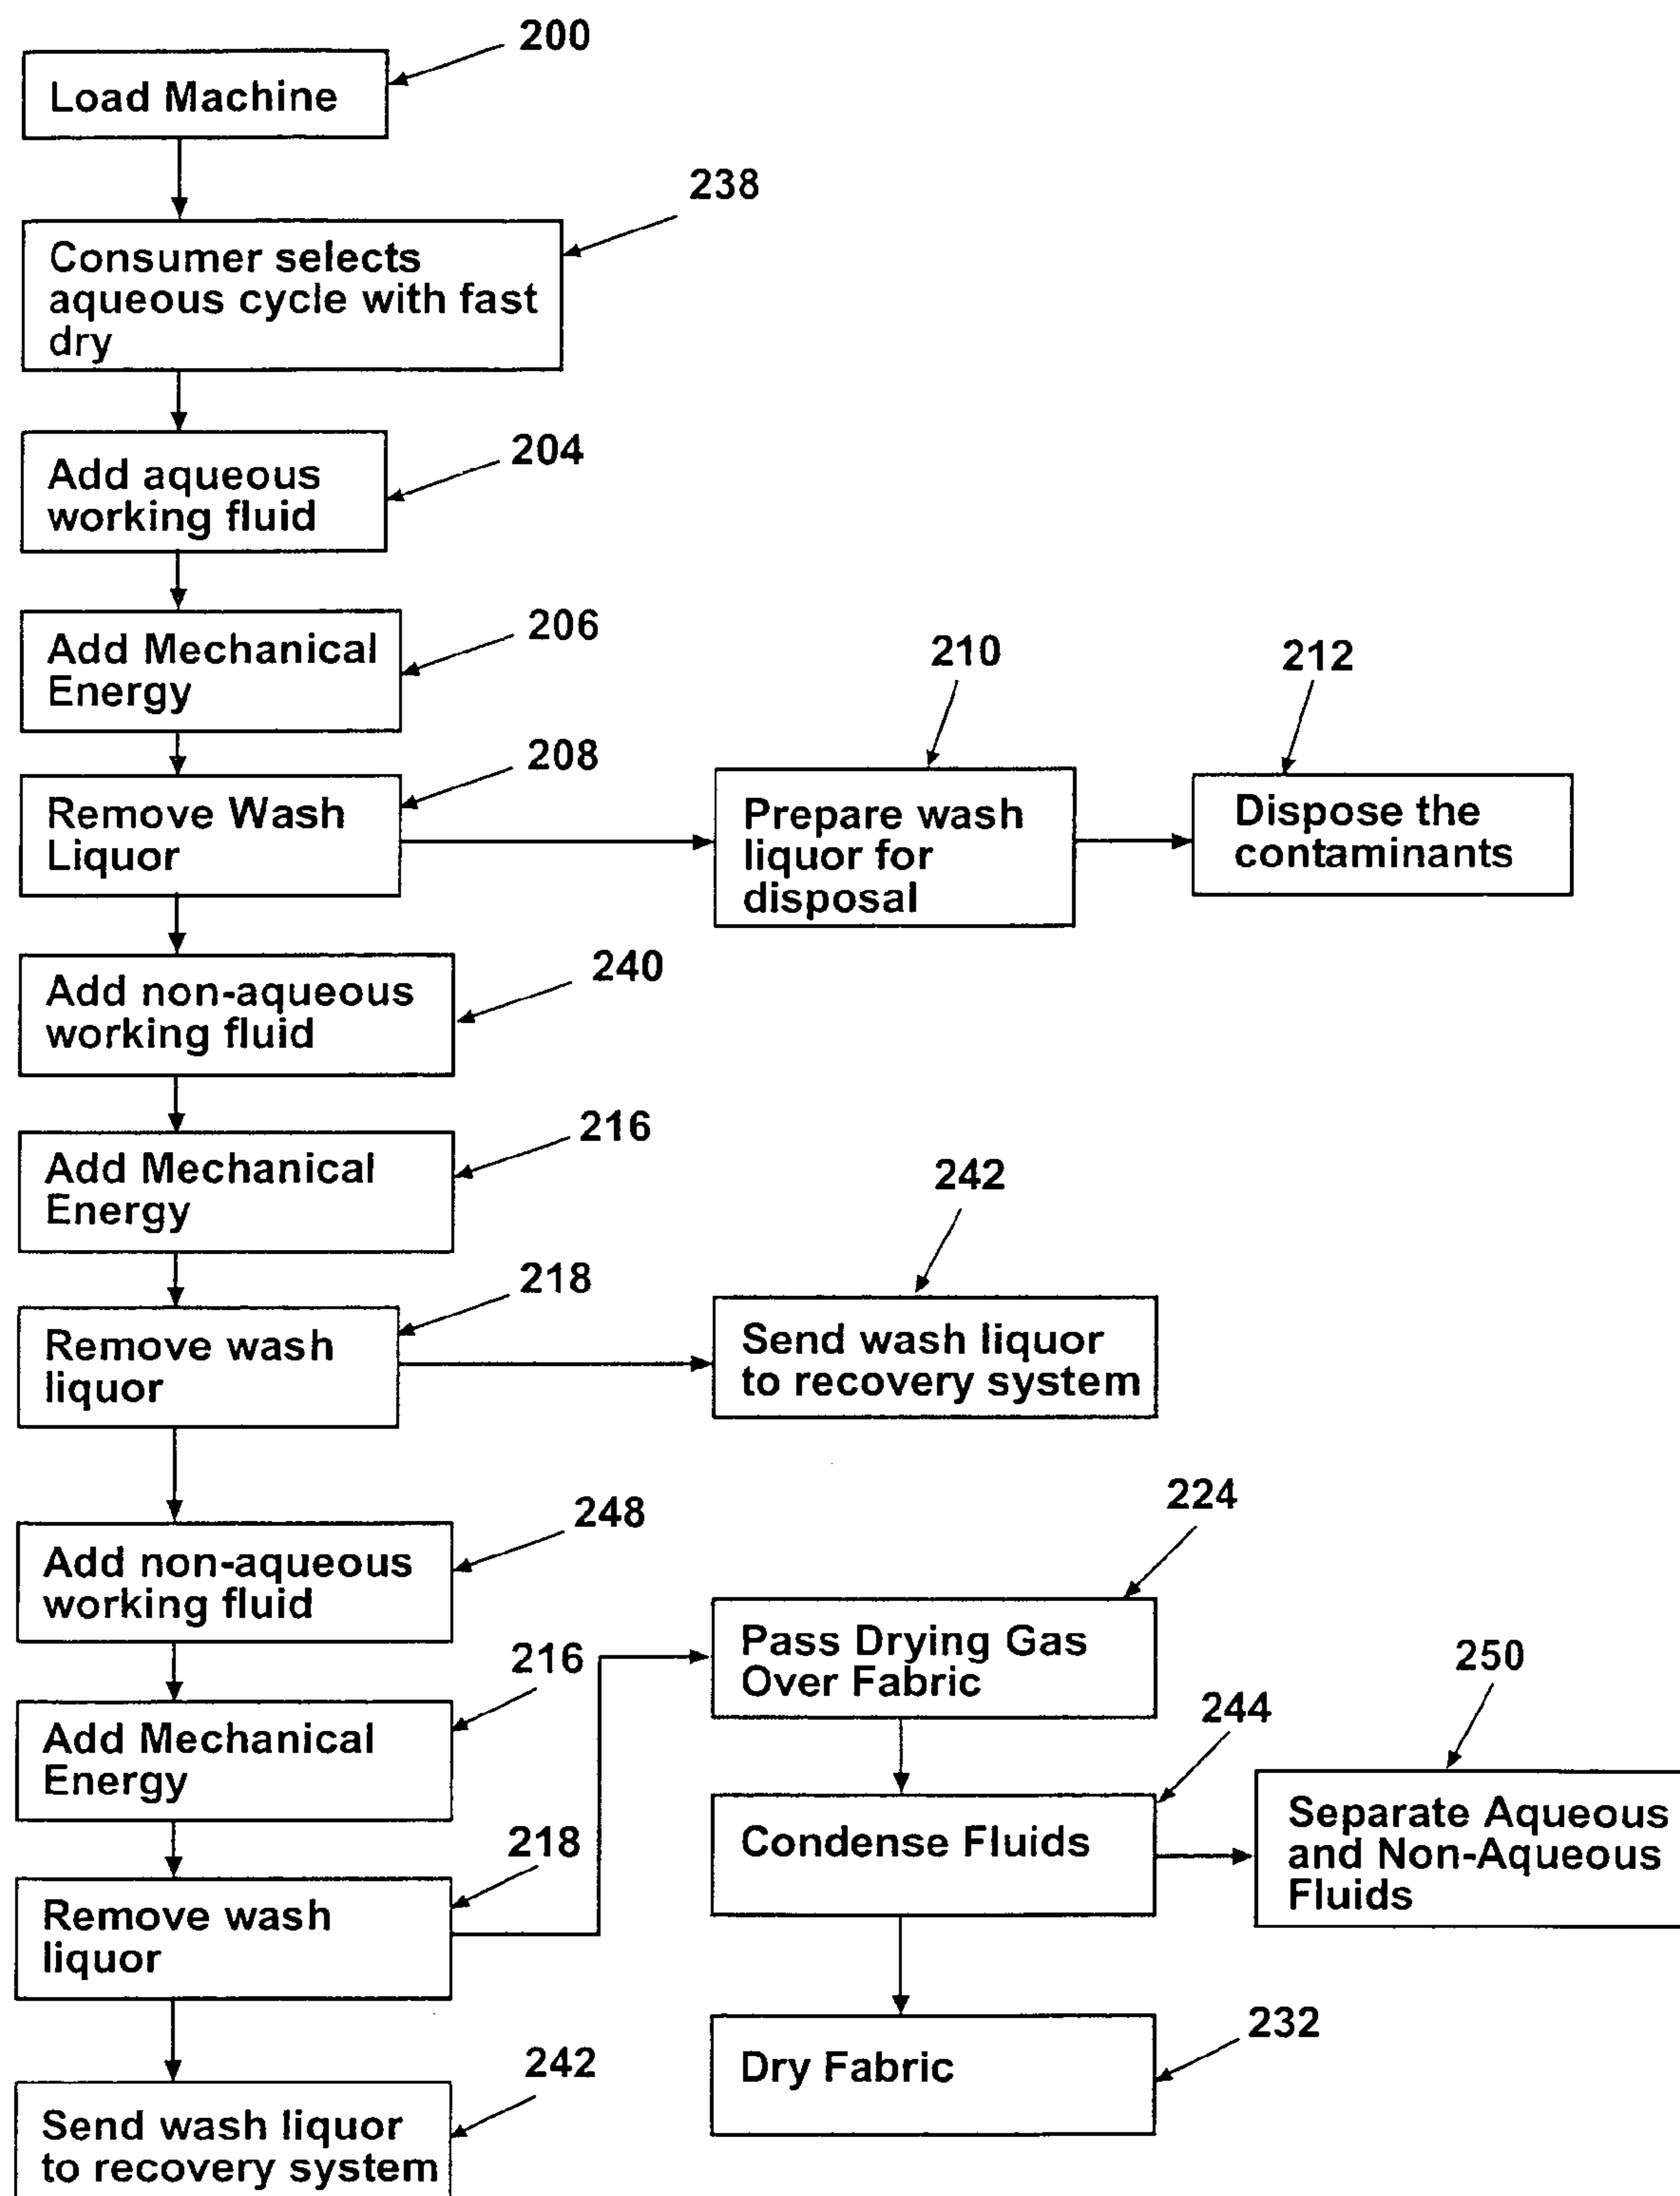 200
Load Machine
238
Consumer selects
aqueous cycle with fast
dry
204
Add aqueous
working fluid
206
Add Mechanical
Energy
208
Remove Wash
Liquor
210
Prepare wash
liquor for
disposal
212
Dispose the
contaminants
240
Add non-aqueous
working fluid
216
Add Mechanical
Energy
218
Remove wash
liquor
242
Send wash liquor
to recovery system
248
Add non-aqueous
working fluid
216
Add Mechanical
Energy
218
Remove wash
liquor
242
Send wash liquor
to recovery system
224
Pass Drying Gas
Over Fabric
244
Condense Fluids
250
Separate Aqueous
and Non-Aqueous
Fluids
232
Dry Fabric